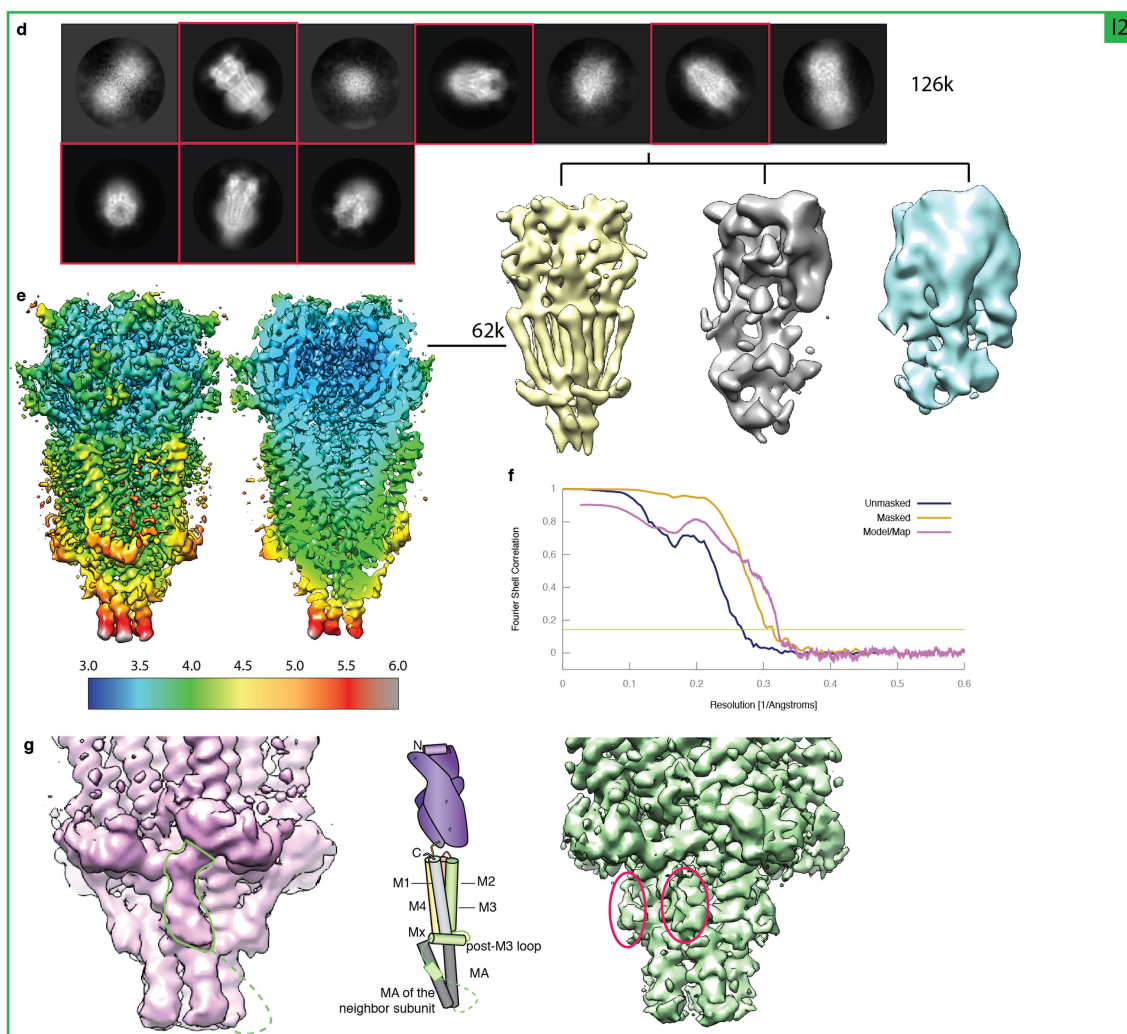 I2
d
126k
e
62k
f
1
0.8
0.6
0.4
0.2
0
0
0.1
0.2
0.3
0.4
0.5
0.6
Fourier Shell Correlation
Resolution [1/Angstroms]
Unmasked
Masked
Model/Map
3.0 3.5 4.0 4.5 5.0 5.5 6.0
g
N
C
M1
M2
M4
M3
Mx
post-M3 loop
MA
MA of the
neighbor subunit